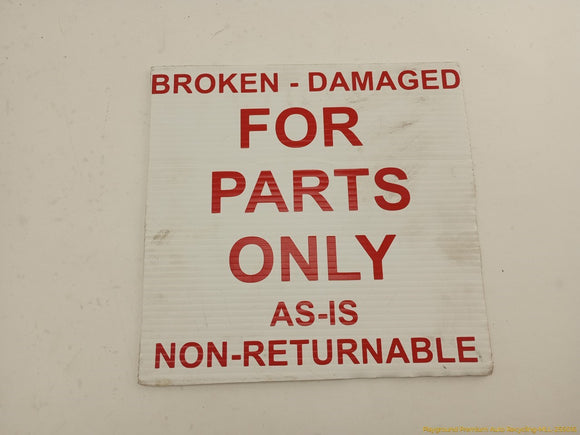 BROKEN - DAMAGED
FOR
PARTS
ONLY
AS-IS
NON-RETURNABLE